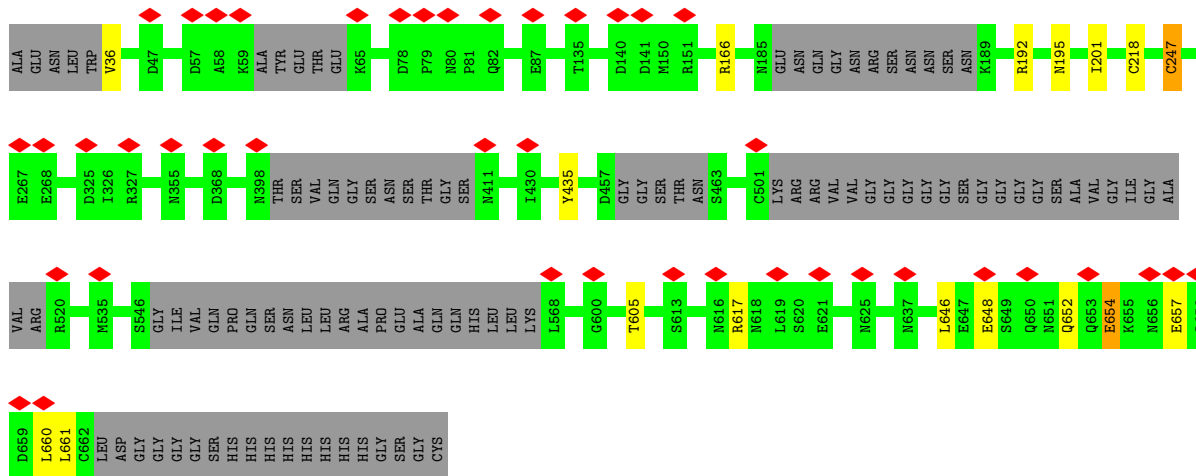 ALA GLU ASN LEU TRP V36 D47 D57 A58 K59 ALA TYR GLU THR GLU K65 D78 P79 N80 P81 Q82 E87 T135 D140 D141 M150 R151 R166 N185 GLU ASN GLN GLY ASN ARG SER ASN ASN SER ASN K189 R192 N195 I201 C218 C247
E267 E268 D325 I326 R327 N355 D368 N398 THR SER VAL GLN GLY SER ASN SER THR GLY SER N411 I430 Y435 D457 GLY GLY SER THR ASN S463 C501 LYS ARG ARG VAL VAL GLY GLY GLY GLY GLY SER GLY GLY GLY GLY GLY SER ALA VAL GLY ILE GLY ALA
VAL ARG R520 M535 S546 GLY ILE VAL GLN PRO GLN SER ASN LEU LEU ARG ALA PRO GLU ALA GLN GLN HIS LEU LEU LYS L568 G600 T605 S613 N616 R617 N618 L619 S620 E621 N625 N637 L646 E647 E648 S649 Q650 N651 Q652 Q653 E654 K655 N656 E657
D659 L660 L661 C662 LEU ASP GLY GLY GLY GLY SER HIS HIS HIS HIS HIS HIS HIS HIS GLY SER GLY CYS